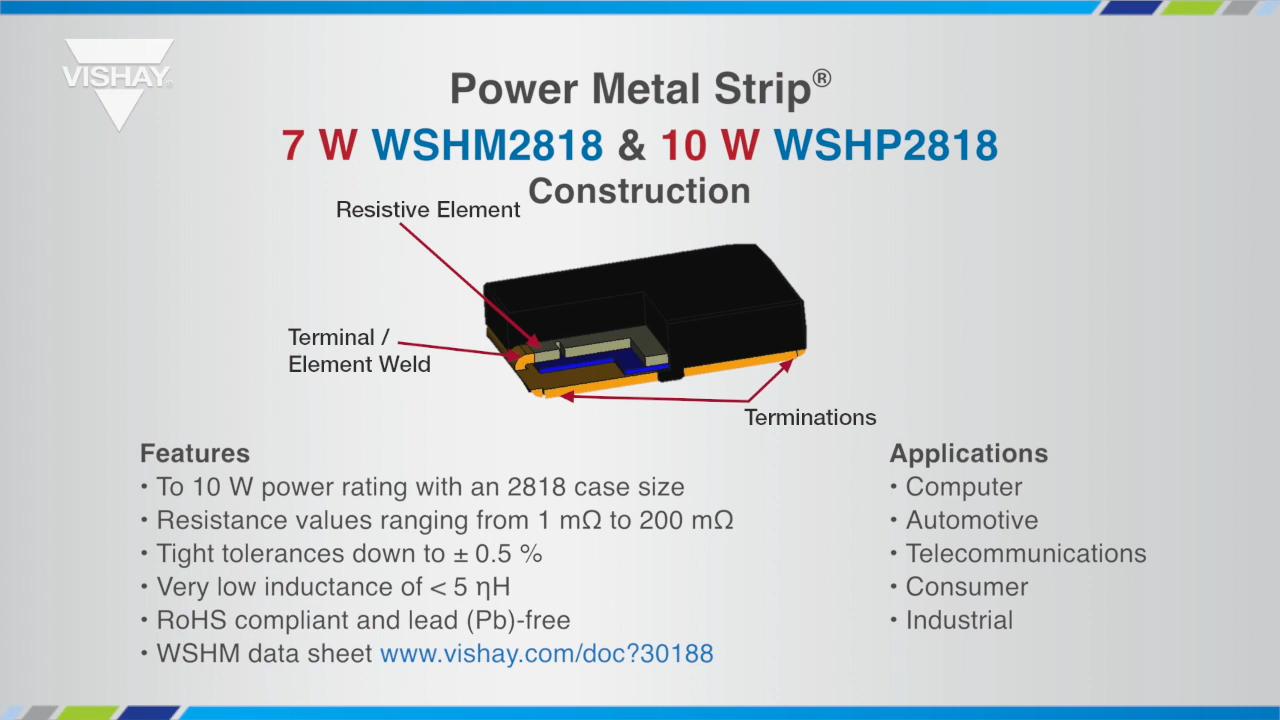 VISHAY®
Power Metal Strip®
7 W WSHM2818 & 10 W WSHP2818
Construction
Resistive Element
Terminal /
Element Weld
Terminations
Features
• To 10 W power rating with an 2818 case size
• Resistance values ranging from 1 mΩ to 200 mΩ
• Tight tolerances down to ± 0.5 %
• Very low inductance of < 5 ηH
• RoHS compliant and lead (Pb)-free
• WSHM data sheet www.vishay.com/doc?30188
Applications
• Computer
• Automotive
• Telecommunications
• Consumer
• Industrial